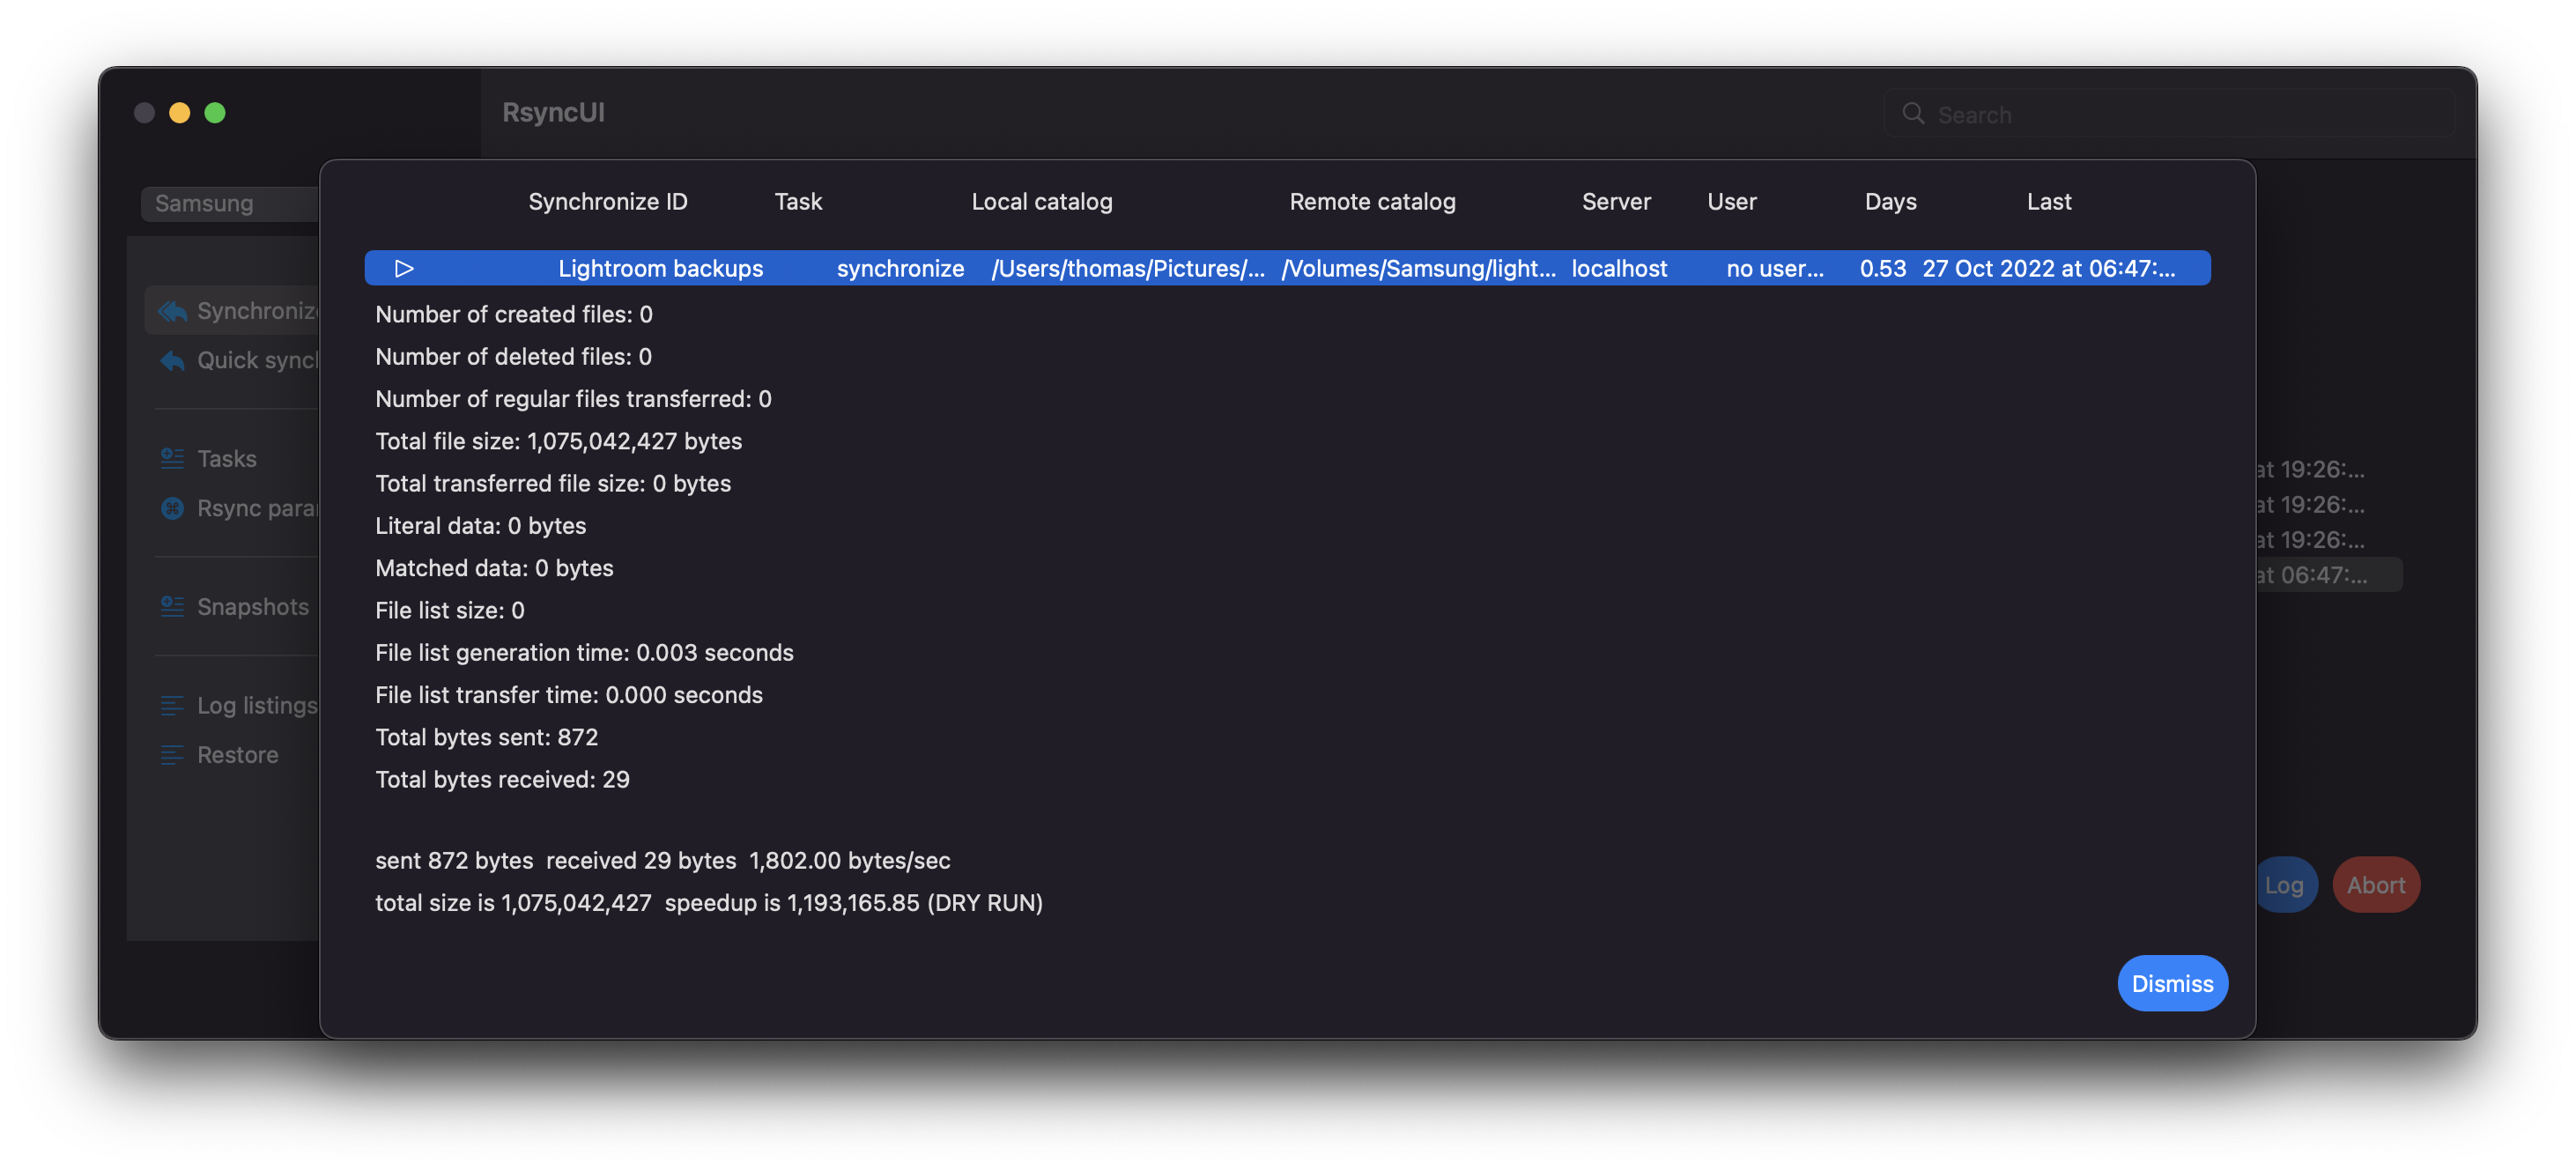 RsyncUI
Search
Samsung
Synchronize ID Task Local catalog Remote catalog Server User Days Last
Lightroom backups synchronize /Users/thomas/Pictures/... /Volumes/Samsung/light... localhost no user... 0.53 27 Oct 2022 at 06:47:...
Synchroniz
Quick sync
Tasks
Rsync para
Snapshots
Log listings
Restore
Number of created files: 0
Number of deleted files: 0
Number of regular files transferred: 0
Total file size: 1,075,042,427 bytes
Total transferred file size: 0 bytes
Literal data: 0 bytes
Matched data: 0 bytes
File list size: 0
File list generation time: 0.003 seconds
File list transfer time: 0.000 seconds
Total bytes sent: 872
Total bytes received: 29
sent 872 bytes received 29 bytes 1,802.00 bytes/sec
total size is 1,075,042,427 speedup is 1,193,165.85 (DRY RUN)
at 19:26:...
at 19:26:...
at 19:26:...
at 06:47:...
Log Abort
Dismiss